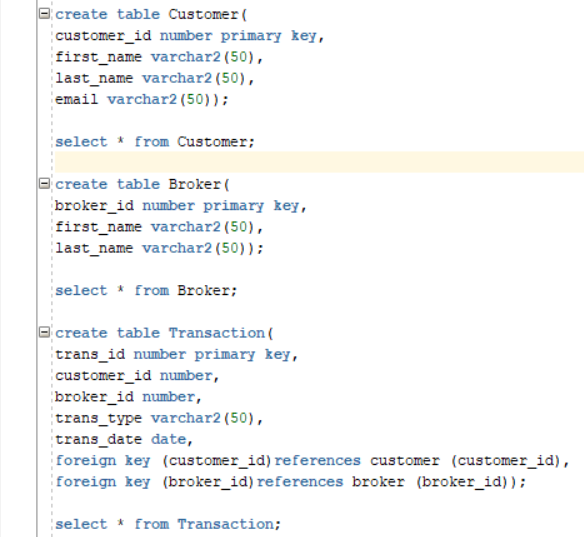 create table Customer(
customer_id number primary key,
first_name varchar2(50),
last_name varchar2(50),
email varchar2(50));
select * from Customer;
create table Broker(
broker_id number primary key,
first_name varchar2(50),
last_name varchar2(50));
select * from Broker;
create table Transaction(
trans_id number primary key,
customer_id number,
broker_id number,
trans_type varchar2(50),
trans_date date,
foreign key (customer_id)references customer (customer_id),
foreign key (broker_id)references broker (broker_id));
select * from Transaction;